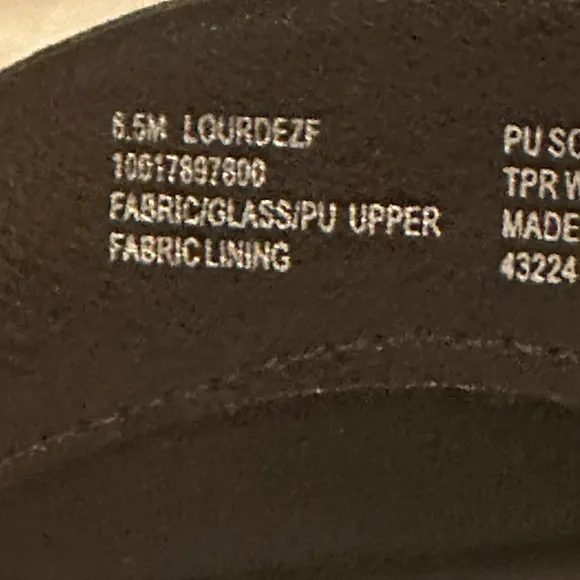 6.5M LOURDEZF
10017897600
FABRIC/GLASS/PU UPPER
FABRIC LINING
PU SO
TPR W
MADE
43224